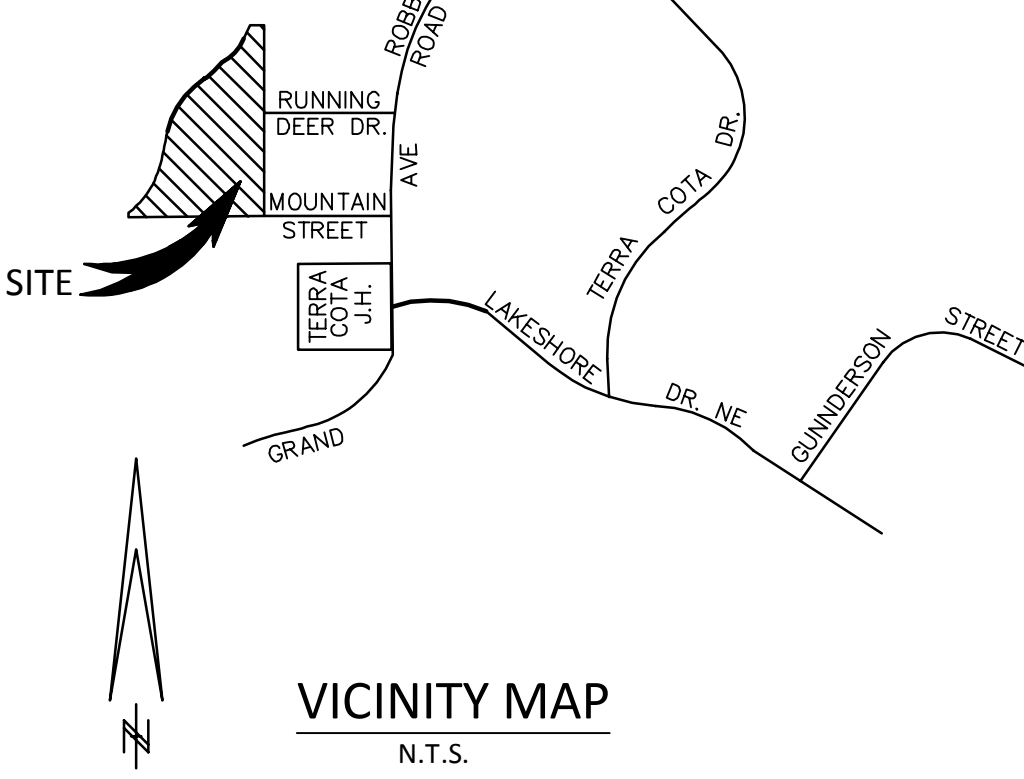 ROAD
RUNNING
DEER DR.
AVE
MOUNTAIN
STREET
SITE
TERRA
COTA
J.H.
TERRA COTA DR.
LAKESHORE DR. NE
GUNNDERSON STREET
GRAND
N
VICINITY MAP
N.T.S.